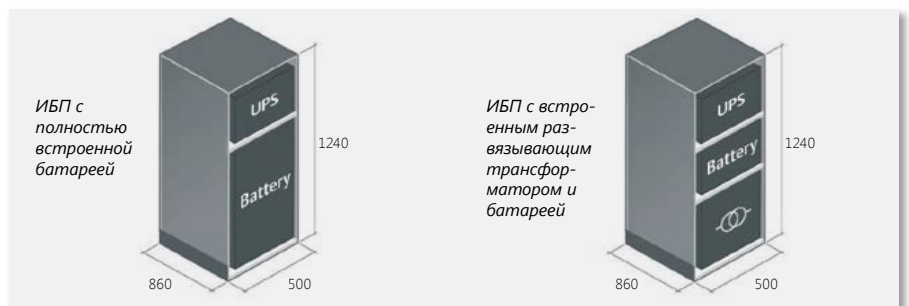 ИБП с
полностью
встроенной
батареей
UPS
Battery
1240
860
500
ИБП с встро-
енным раз-
вязывающим
трансфор-
матором и
батареей
UPS
Battery
1240
860
500